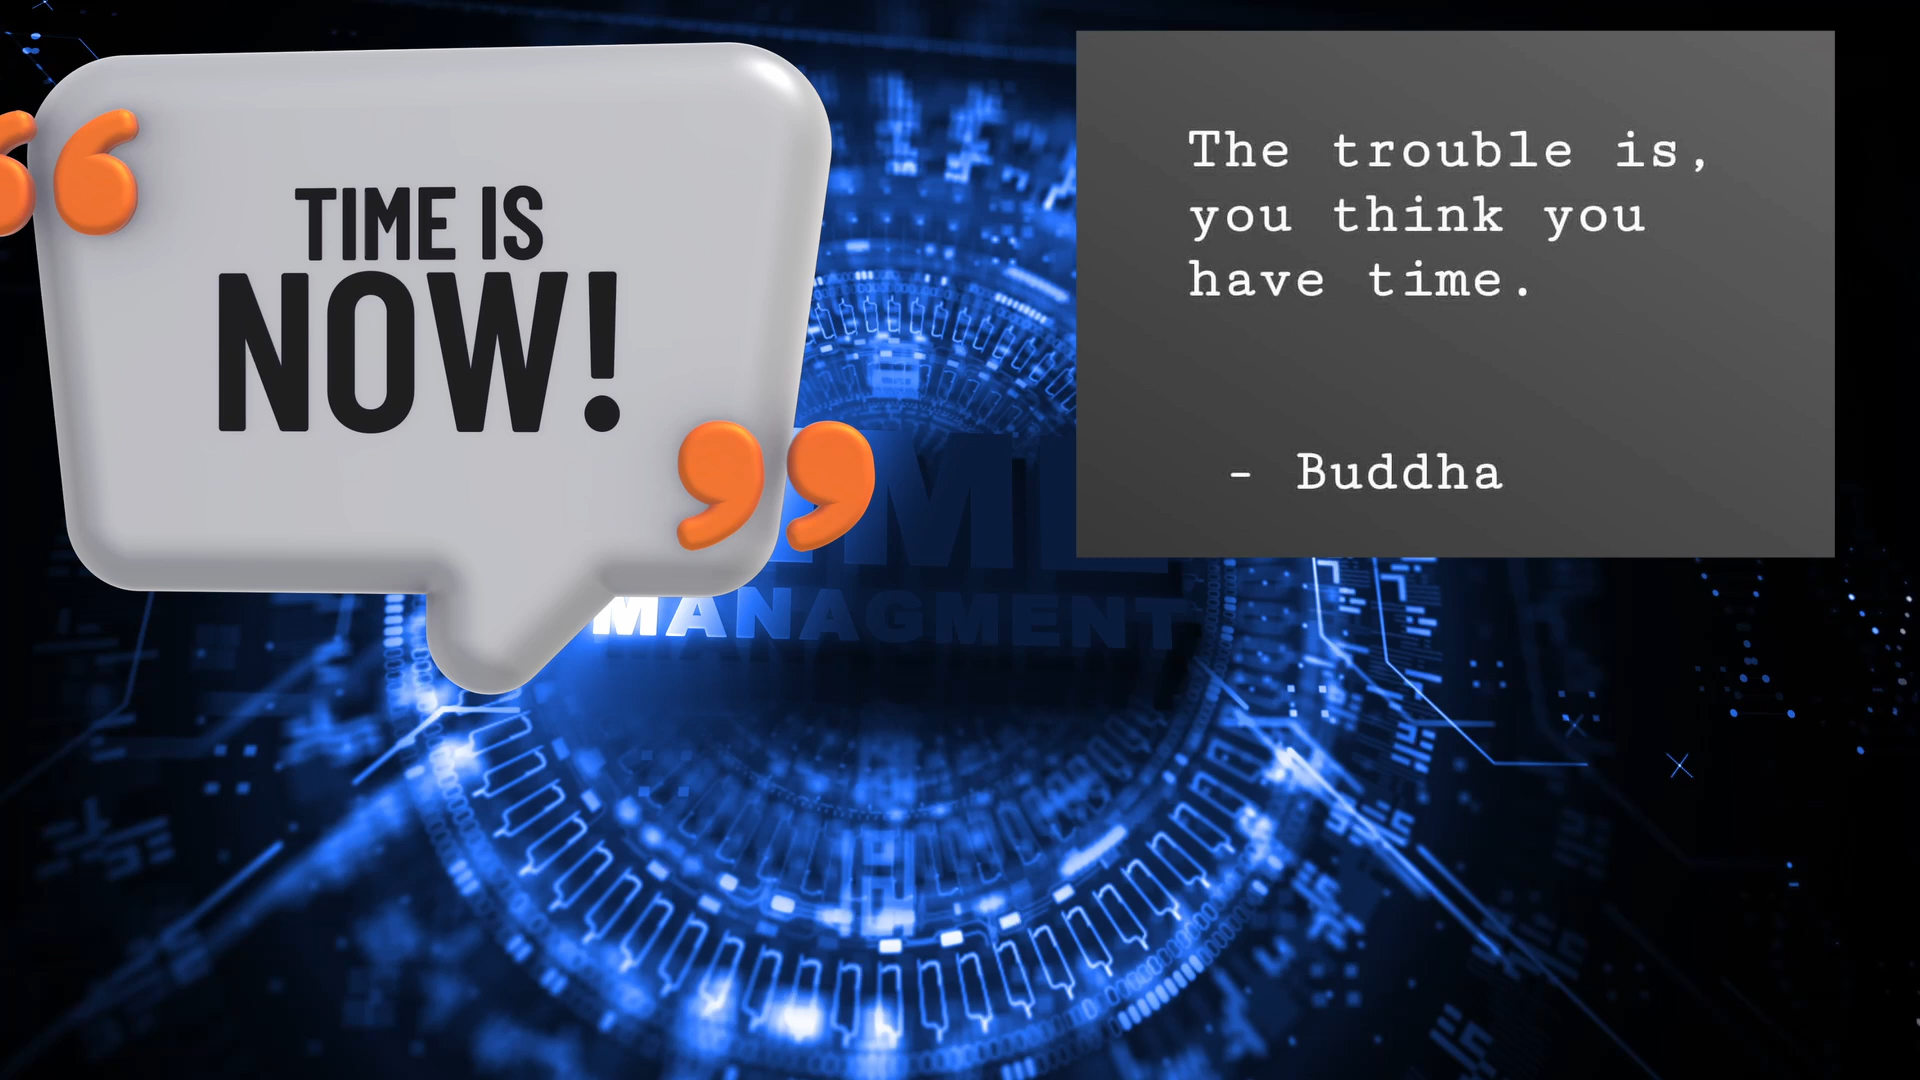 TIME IS
NOW!
The trouble is,
you think you
have time.
- Buddha
MANAGMENT